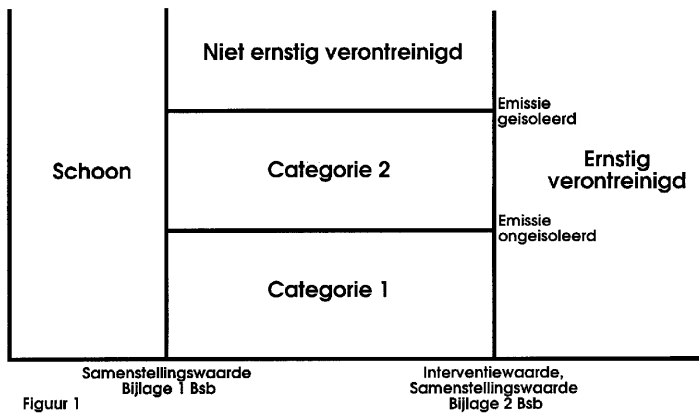 Niet ernstig verontreinigd
Emissie
geisoleerd
Schoon
Categorie 2
Ernstig
verontreinigd
Emissie
ongeisoleerd
Categorie 1
Samenstellingswaarde
Bijlage 1 Bsb
Interventiewaarde,
Samenstellingswaarde
Bijlage 2 Bsb
Figuur 1